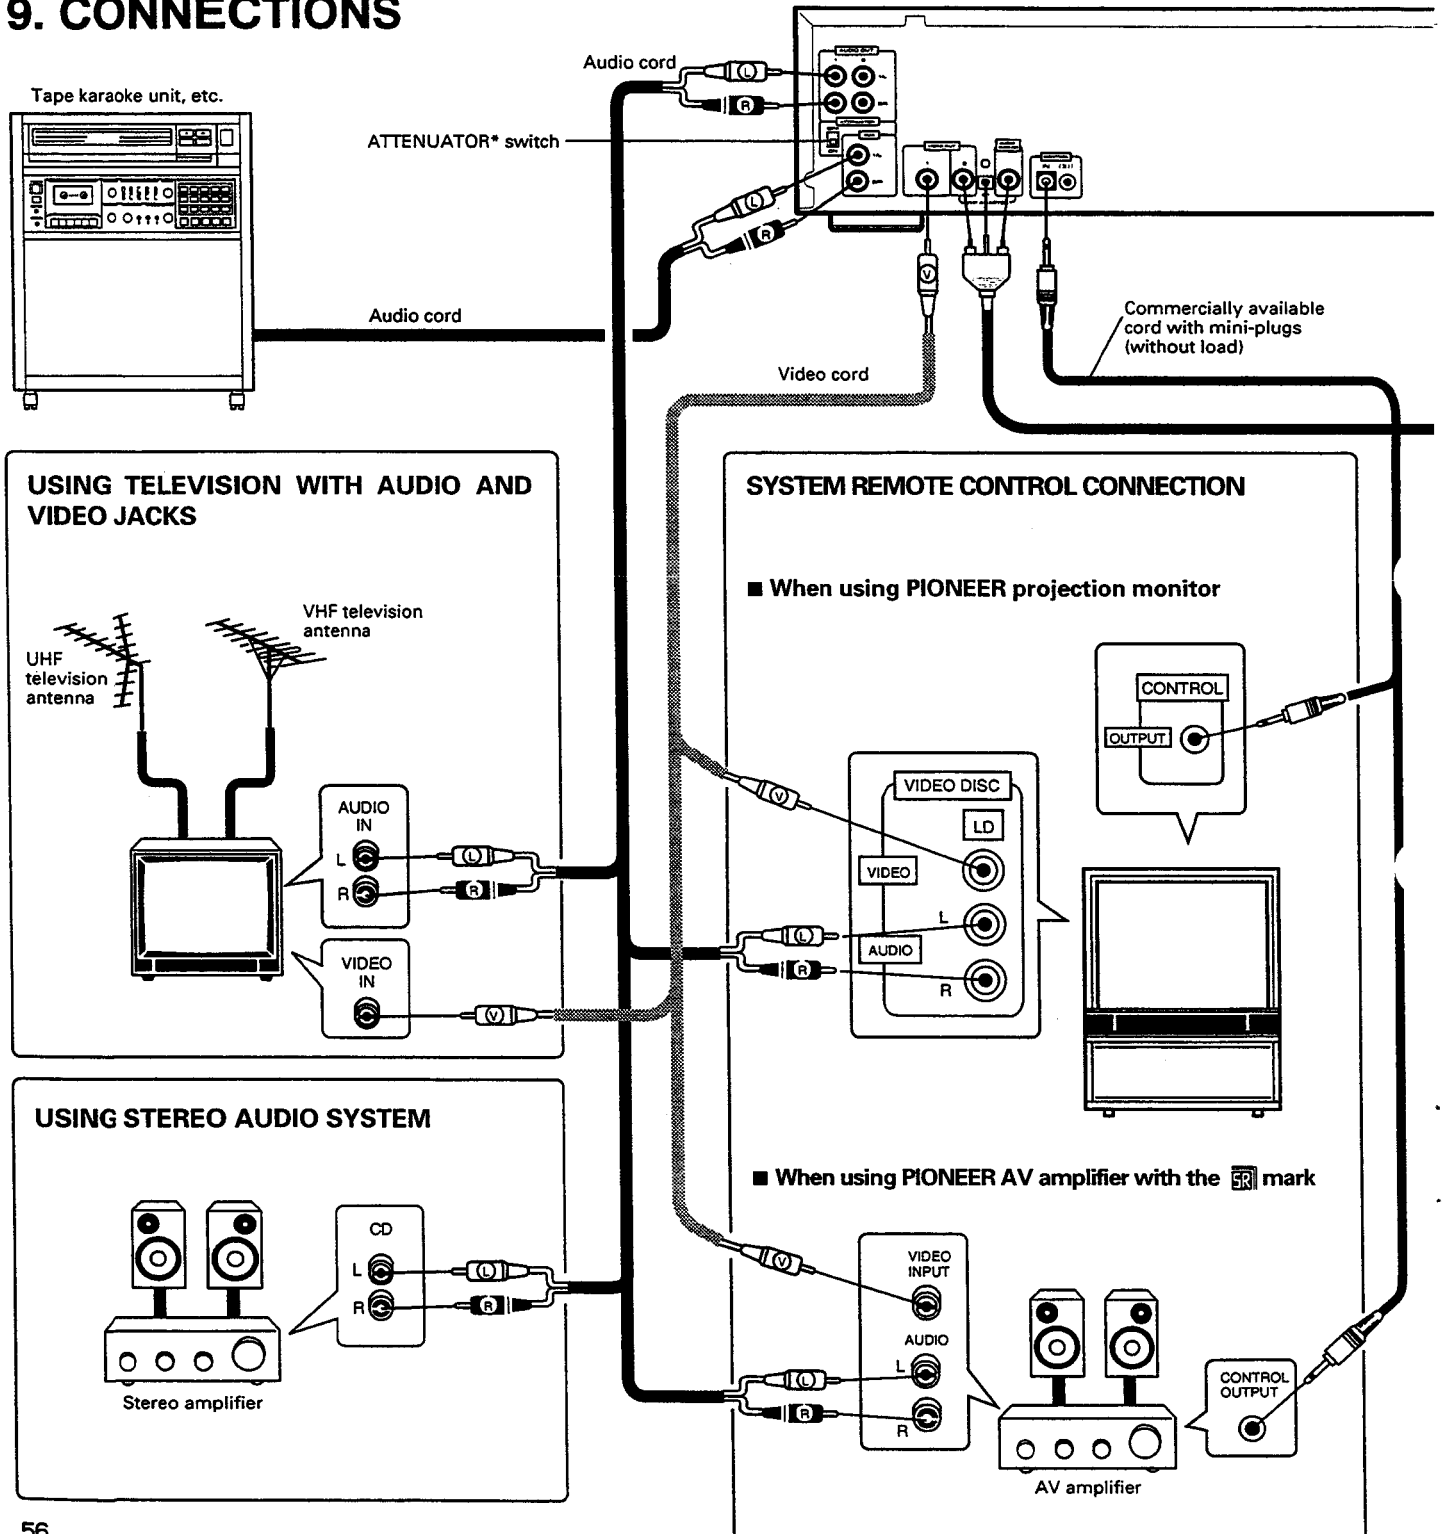 9. CONNECTIONS
Audio cord
AUDIO OUT
L
R
Tape karaoke unit, etc.
ATTENUATOR* switch
L
R
Audio cord
V
Commercially available
cord with mini-plugs
(without load)
Video cord
USING TELEVISION WITH AUDIO AND
VIDEO JACKS
VHF television
antenna
UHF
television
antenna
AUDIO
IN
L
L
R
R
VIDEO
IN
V
USING STEREO AUDIO SYSTEM
CD
L
L
R
R
Stereo amplifier
SYSTEM REMOTE CONTROL CONNECTION
■ When using PIONEER projection monitor
CONTROL
OUTPUT
VIDEO DISC
V
LD
VIDEO
L
L
AUDIO
R
R
■ When using PIONEER AV amplifier with the SR mark
V
VIDEO
INPUT
AUDIO
L
L
R
R
CONTROL
OUTPUT
AV amplifier
56